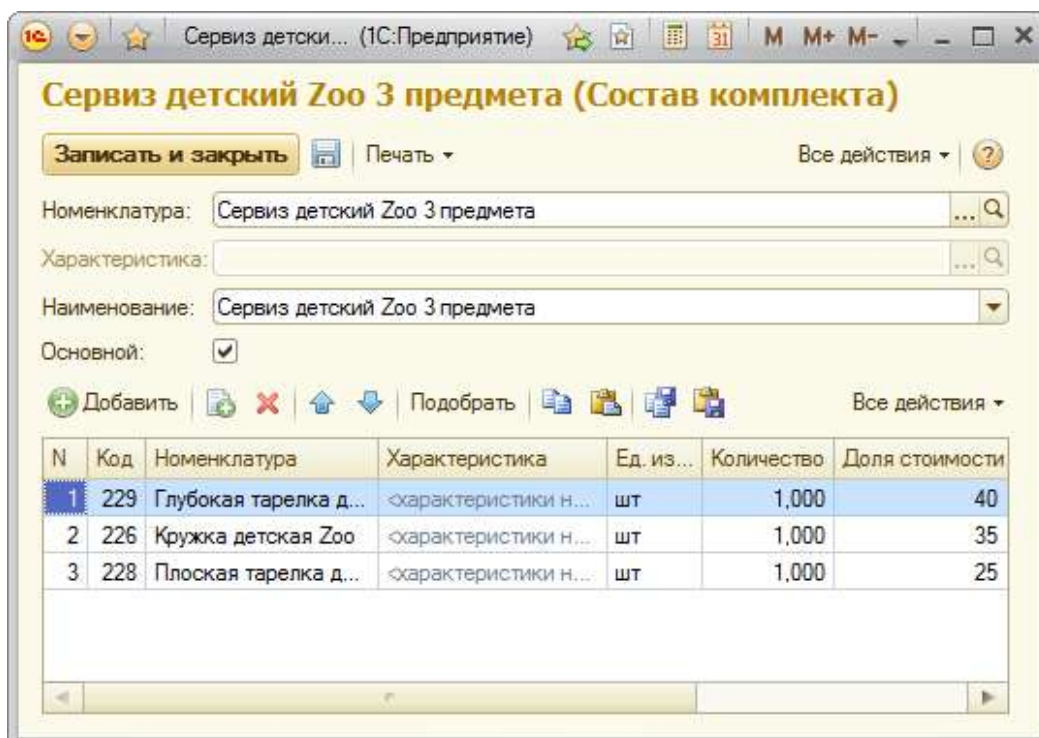 1С Сервиз детски... (1С:Предприятие) 31 M M+ M-
Сервиз детский Zoo 3 предмета (Состав комплекта)
Записать и закрыть Печать Все действия ?
Номенклатура: Сервиз детский Zoo 3 предмета ...
Характеристика: ...
Наименование: Сервиз детский Zoo 3 предмета
Основной:
Добавить Подобрать Все действия
N Код Номенклатура Характеристика Ед. из... Количество Доля стоимости
1 229 Глубокая тарелка д... <характеристики н... шт 1,000 40
2 226 Кружка детская Zoo <характеристики н... шт 1,000 35
3 228 Плоская тарелка д... <характеристики н... шт 1,000 25